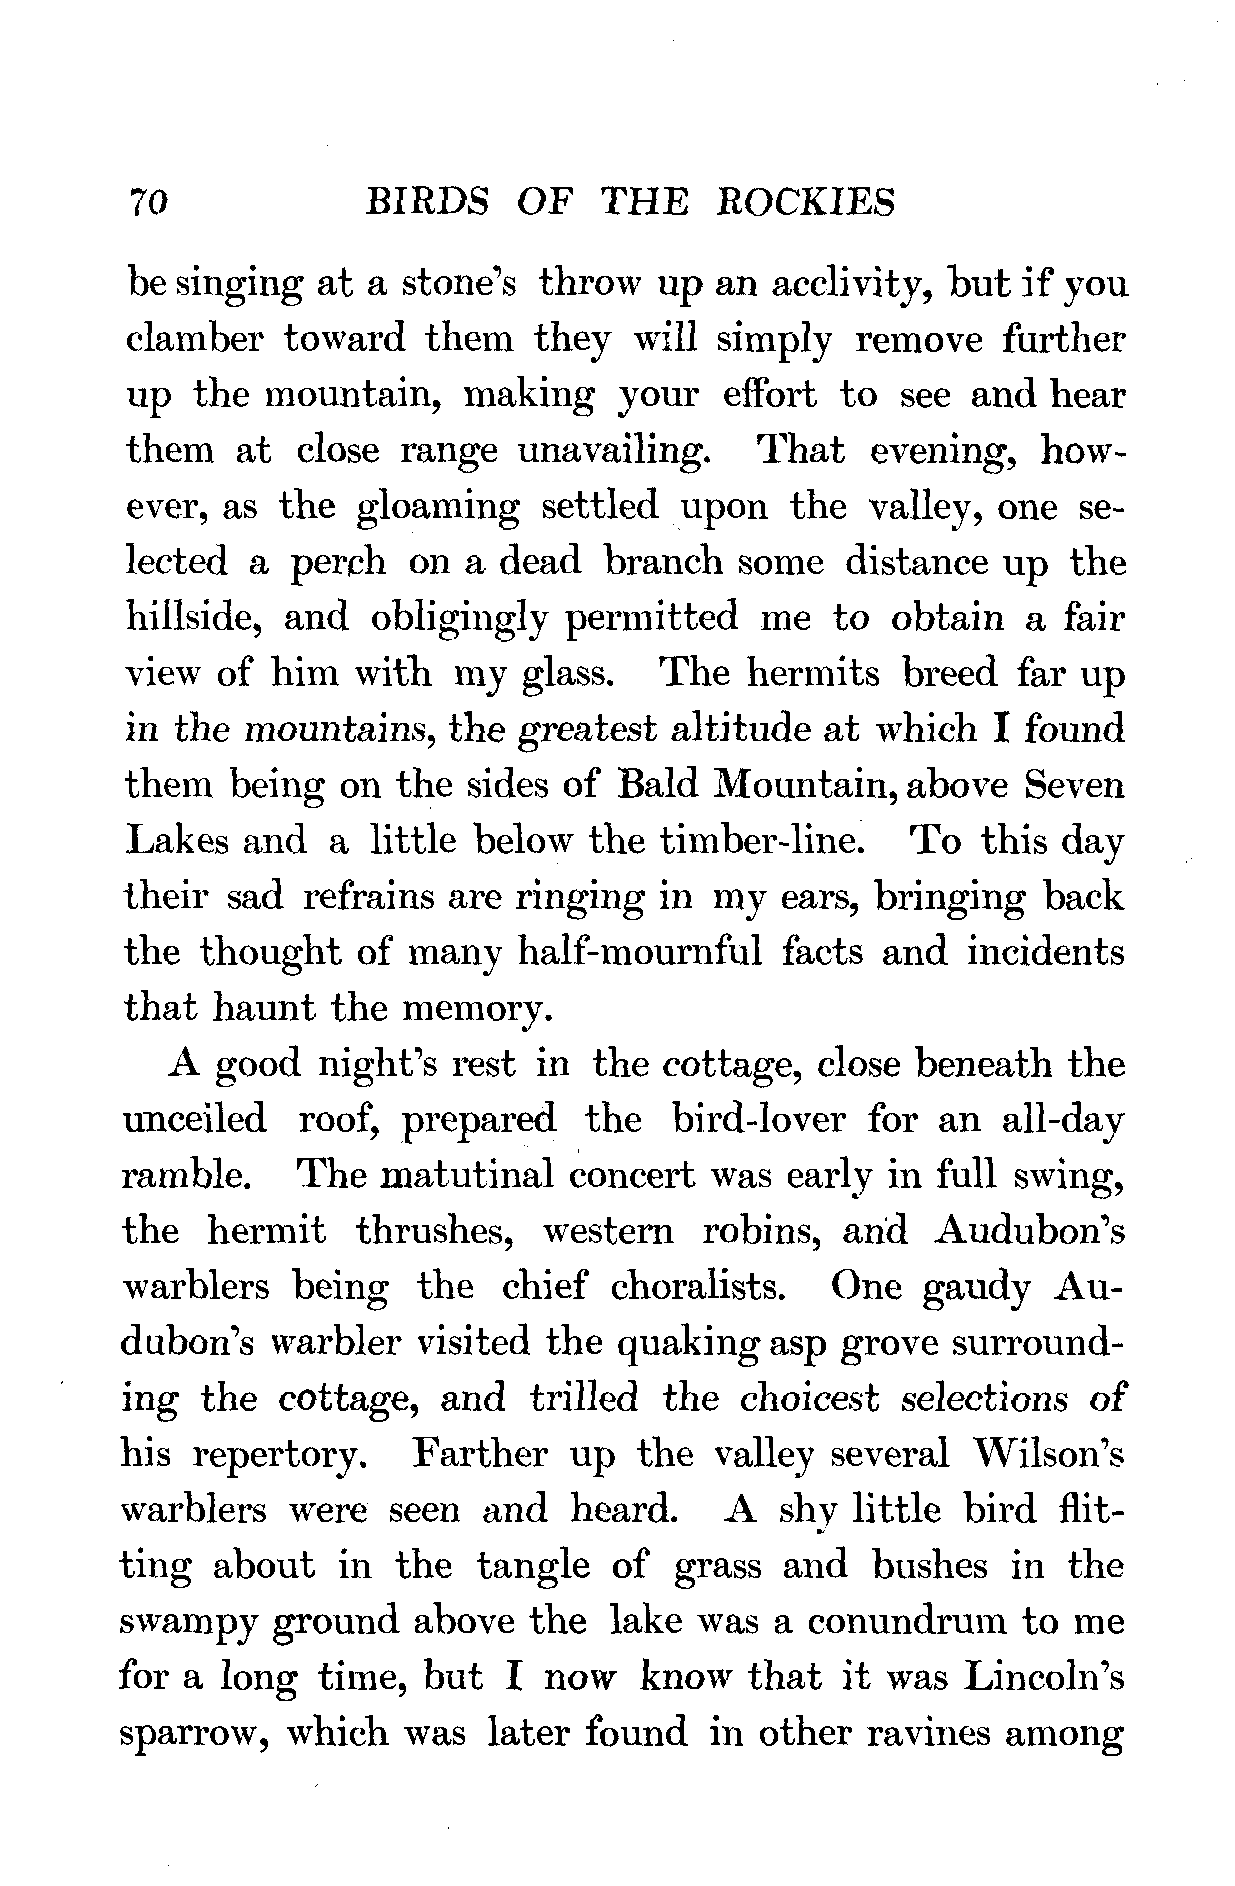 70 BIRDS OF THE ROCKIES
be singing at a stone's throw up an acclivity, but if you
clamber toward them they will simply remove further
up the mountain, making your effort to see and hear
them at close range unavailing. That evening, how-
ever, as the gloaming settled upon the valley, one se-
lected a perch on a dead branch some distance up the
hillside, and obligingly permitted me to obtain a fair
view of him with my glass. The hermits breed far up
in the mountains, the greatest altitude at which I found
them being on the sides of Bald Mountain, above Seven
Lakes and a little below the timber-line. To this day
their sad refrains are ringing in my ears, bringing back
the thought of many half-mournful facts and incidents
that haunt the memory.
A good night's rest in the cottage, close beneath the
unceiled roof, prepared the bird-lover for an all-day
ramble. The matutinal concert was early in full swing,
the hermit thrushes, western robins, and Audubon's
warblers being the chief choralists. One gaudy Au-
dubon's warbler visited the quaking asp grove surround-
ing the cottage, and trilled the choicest selections of
his repertory. Farther up the valley several Wilson's
warblers were seen and heard. A shy little bird flit-
ting about in the tangle of grass and bushes in the
swampy ground above the lake was a conundrum to me
for a long time, but I now know that it was Lincoln's
sparrow, which was later found in other ravines among